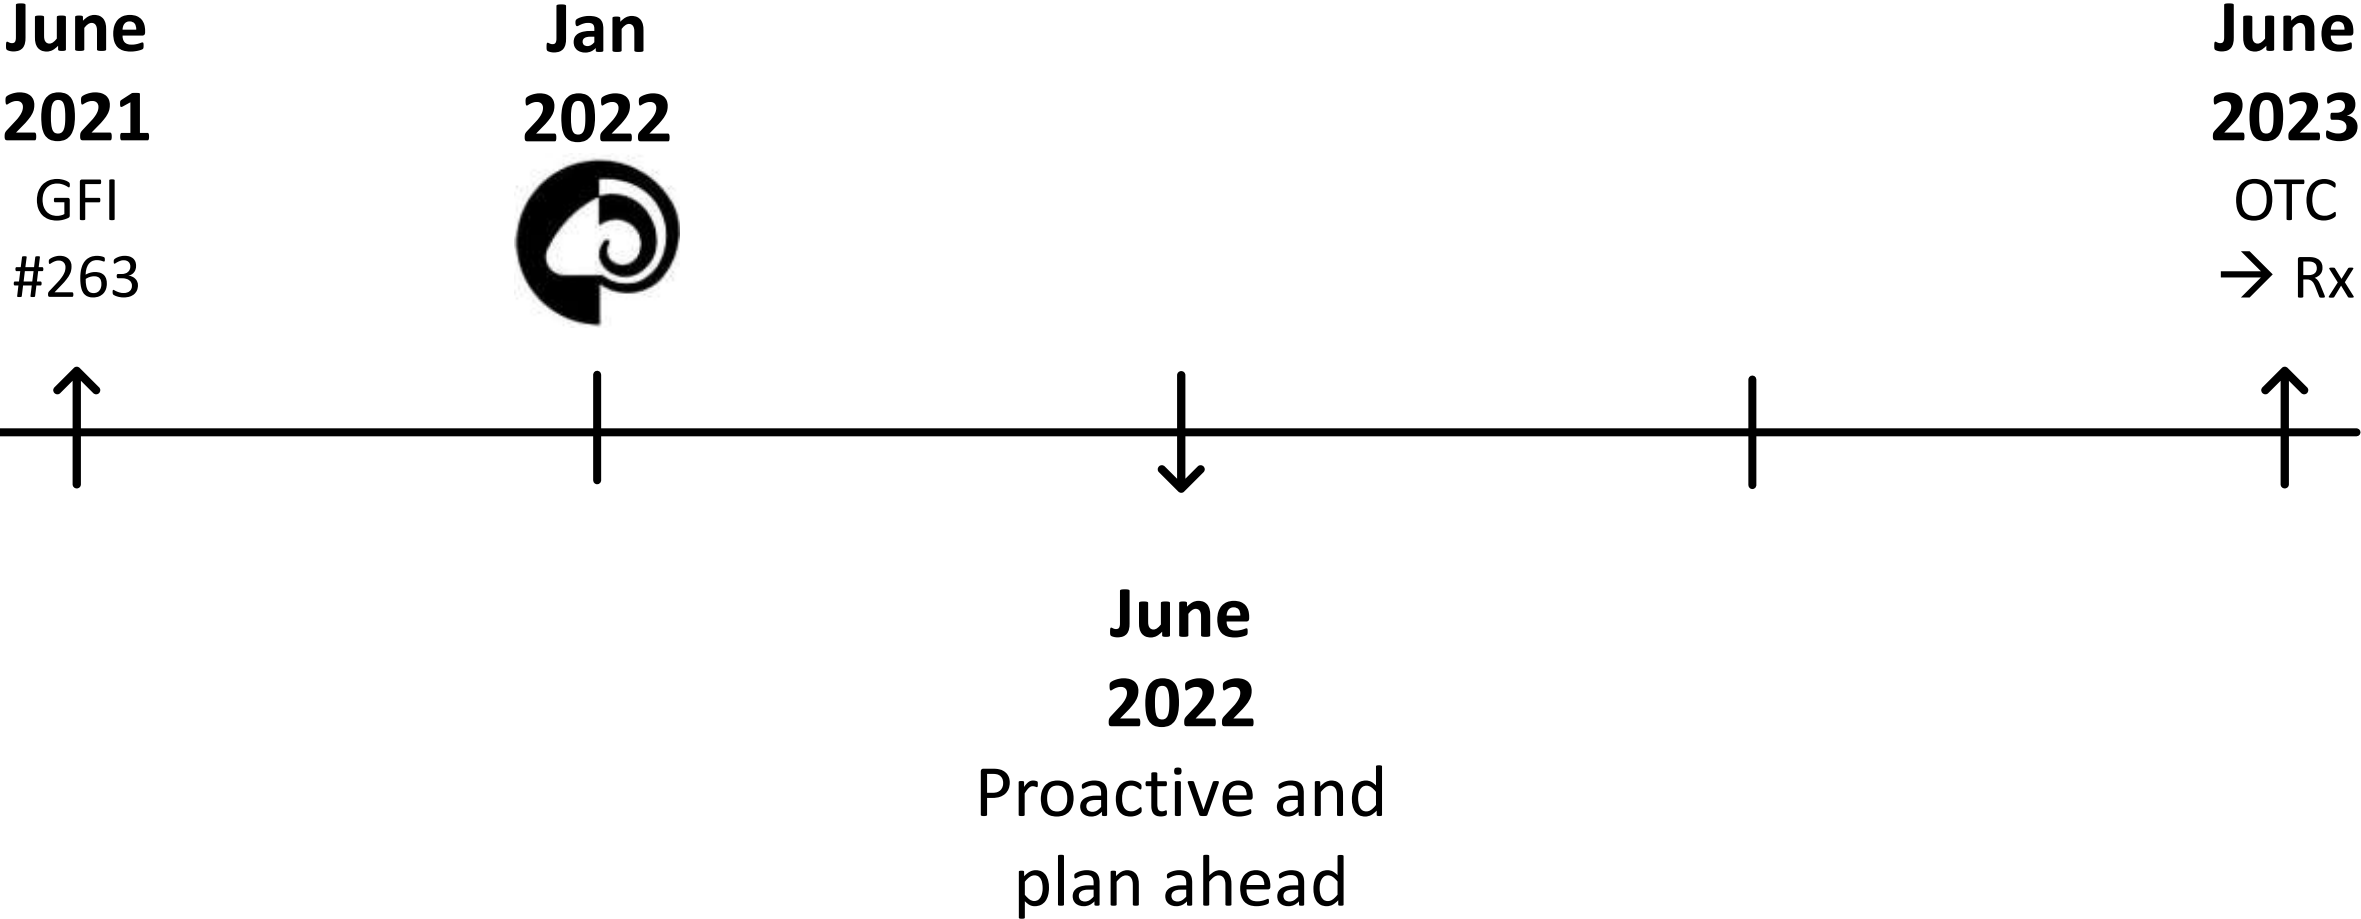 June
2021
GFI
#263
Jan
2022
June
2022
Proactive and
plan ahead
June
2023
OTC
→ Rx